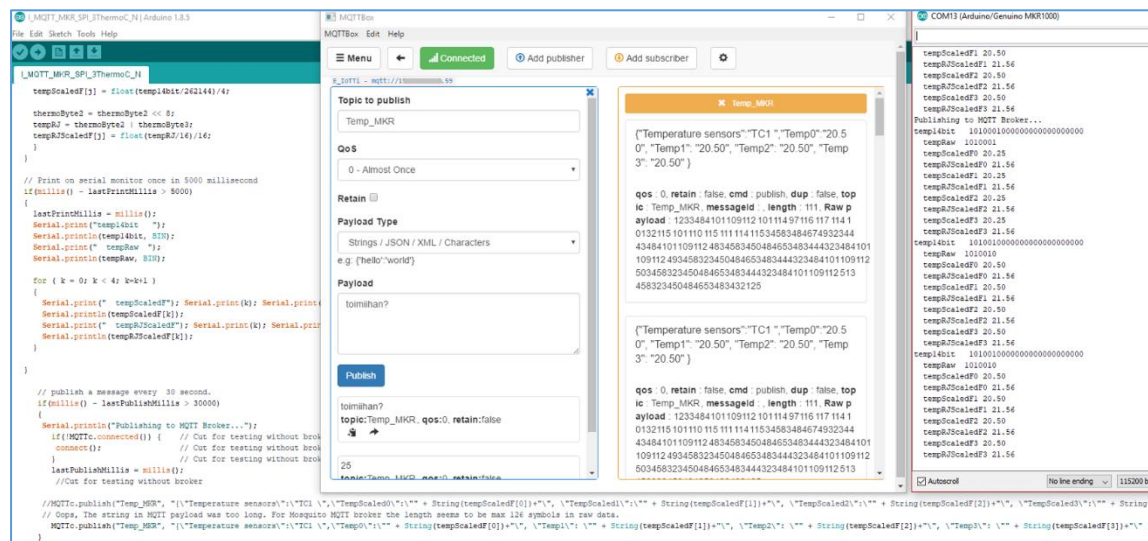 I_MQTT_MKR_SPI_3ThermoC_N | Arduino 1.8.5
File Edit Sketch Tools Help
I_MQTT_MKR_SPI_3ThermoC_N
tempScaledF[j] = float(temp14bit/262144)/4;
thermoByte2 = thermoByte2 << 8;
tempRJ = thermoByte2 | thermoByte3;
tempRJScaledF[j] = float(tempRJ/16)/16;
}
}
// Print on serial monitor once in 5000 millisecond
if(millis() - lastPrintMillis > 5000)
{
lastPrintMillis = millis();
Serial.print("temp14bit   ");
Serial.println(temp14bit, BIN);
Serial.print("  tempRaw  ");
Serial.println(tempRaw, BIN);
for ( k = 0; k < 4; k=k+1 )
{
Serial.print("  tempScaledF"); Serial.print(k);
Serial.println(tempScaledF[k]);
Serial.print("  tempRJScaledF"); Serial.print(k);
Serial.println(tempRJScaledF[k]);
}
}
// publish a message every  30 second.
if(millis() - lastPublishMillis > 30000)
{
Serial.println("Publishing to MQTT Broker...");
if(!MQTTc.connected()) {    // Cut for testing without
connect();    // Cut for testing without
}    // Cut for testing without
lastPublishMillis = millis();
//Cut for testing without broker
//MQTTc.publish("Temp_MKR", "{\"Temperature sensors\":\"TC1 \",\"TempScaled0\":\"" + String(tempScaledF[0])+"\", \"TempScaled1\":\"" + String(tempScaledF[1])+"\", \"TempScaled2\":\"" + String(tempScaledF[2])+"\", \"TempScaled3\":\"" + String
// Oops, The string in MQTT payload was too long. For Mosquito MQTT broker the length seems to be max 126 symbols in raw data.
MQTTc.publish("Temp_MKR", "{\"Temperature sensors\":\"TC1 \",\"Temp0\":\"" + String(tempScaledF[0])+"\", \"Temp1\": \"" + String(tempScaledF[1])+"\", \"Temp2\": \"" + String(tempScaledF[2])+"\", \"Temp3\": \"" + String(tempScaledF[3])+"\"
}
MQTTBox
MQTTBox Edit Help
Menu
Connected
Add publisher
Add subscriber
Topic to publish
Temp_MKR
QoS
0 - Almost Once
Retain
Payload Type
Strings / JSON / XML / Characters
e.g: {'hello':'world'}
Payload
toimiihan?
Publish
toimiihan?
topic:Temp_MKR, qos:0, retain:false
25
topic:Temp_MKR, qos:0, retain:false
Temp_MKR
{"Temperature sensors":"TC1 ","Temp0":"20.5
0", "Temp1": "20.50", "Temp2": "20.50", "Temp
3": "20.50" }
qos : 0, retain : false, cmd : publish, dup : false, top
ic : Temp_MKR, messageId : , length : 111, Raw p
ayload :
{"Temperature sensors":"TC1 ","Temp0":"20.5
0", "Temp1": "20.50", "Temp2": "20.50", "Temp
3": "20.50" }
qos : 0, retain : false, cmd : publish, dup : false, top
ic : Temp_MKR, messageId : , length : 111, Raw p
ayload :
COM13 (Arduino/Genuino MKR1000)
tempScaledF1 20.50
tempRJScaledF1 21.56
tempScaledF2 20.50
tempRJScaledF2 21.56
tempScaledF3 20.50
tempRJScaledF3 21.56
Publishing to MQTT Broker...
temp14bit
tempRaw  1010001
tempScaledF0 20.25
tempRJScaledF0 21.56
tempScaledF1 20.25
tempRJScaledF1 21.56
tempScaledF2 20.25
tempRJScaledF2 21.56
tempScaledF3 20.25
tempRJScaledF3 21.56
temp14bit
tempRaw  1010010
tempScaledF0 20.50
tempRJScaledF0 21.56
tempScaledF1 20.50
tempRJScaledF1 21.56
tempScaledF2 20.50
tempRJScaledF2 21.56
tempScaledF3 20.50
tempRJScaledF3 21.56
temp14bit
tempRaw  1010010
tempScaledF0 20.50
tempRJScaledF0 21.56
tempScaledF1 20.50
tempRJScaledF1 21.56
tempScaledF2 20.50
tempRJScaledF2 21.56
tempScaledF3 20.50
tempRJScaledF3 21.56
Autoscroll
No line ending
115200 b